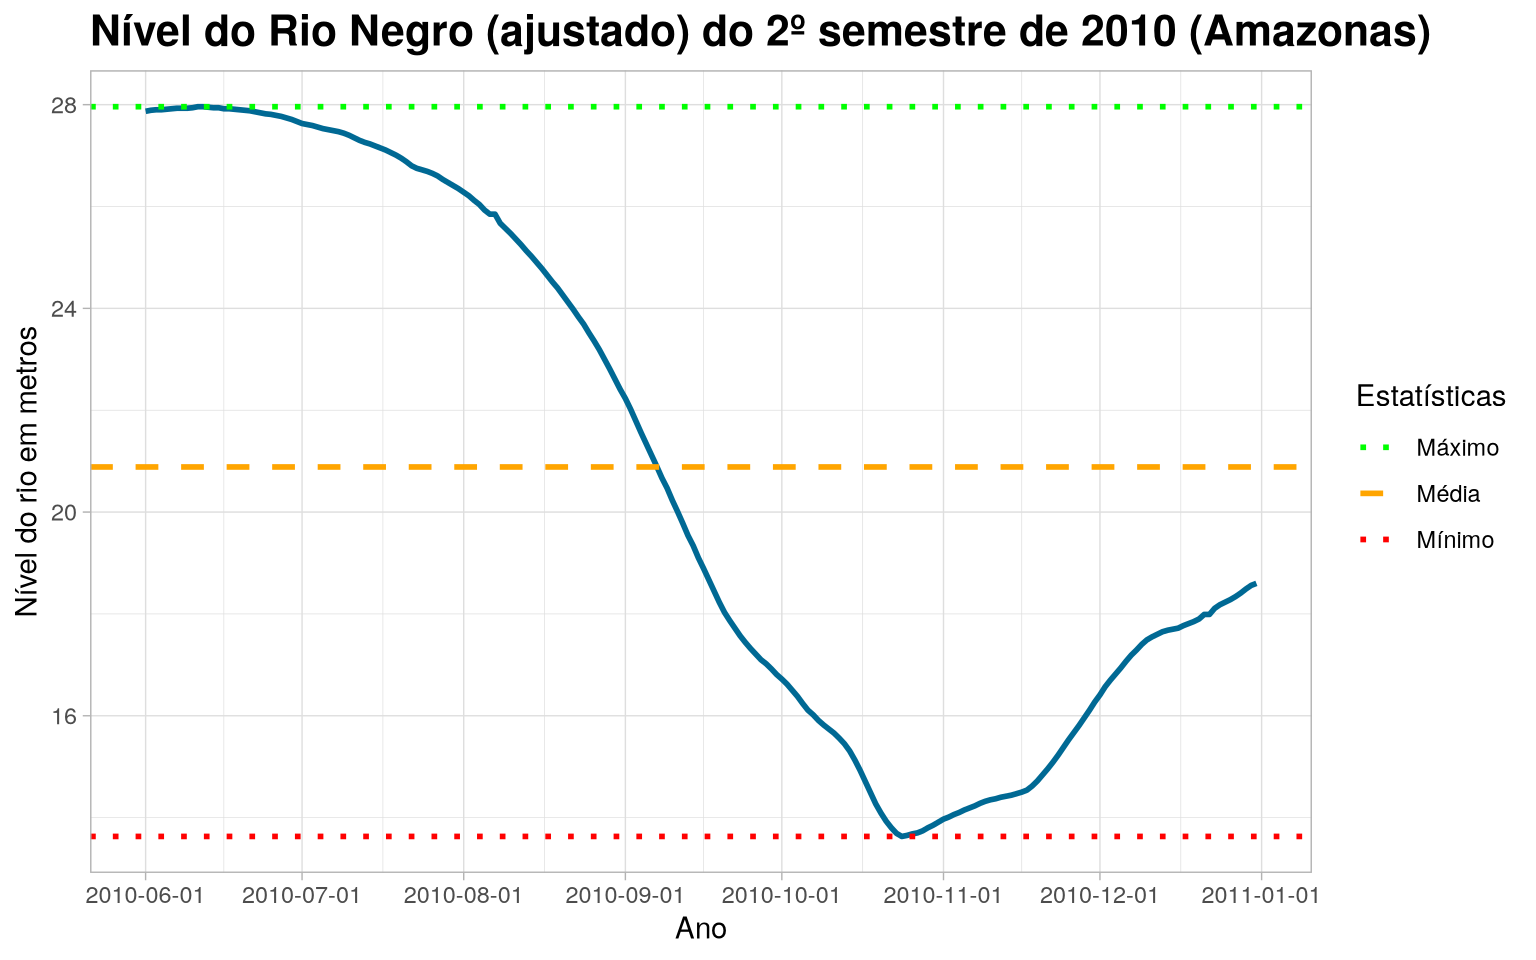 Nível do Rio Negro (ajustado) do 2º semestre de 2010 (Amazonas)
Nível do rio em metros
28
24
20
16
2010-06-01 2010-07-01 2010-08-01 2010-09-01 2010-10-01 2010-11-01 2010-12-01 2011-01-01
Ano
Estatísticas
Máximo
Média
Mínimo